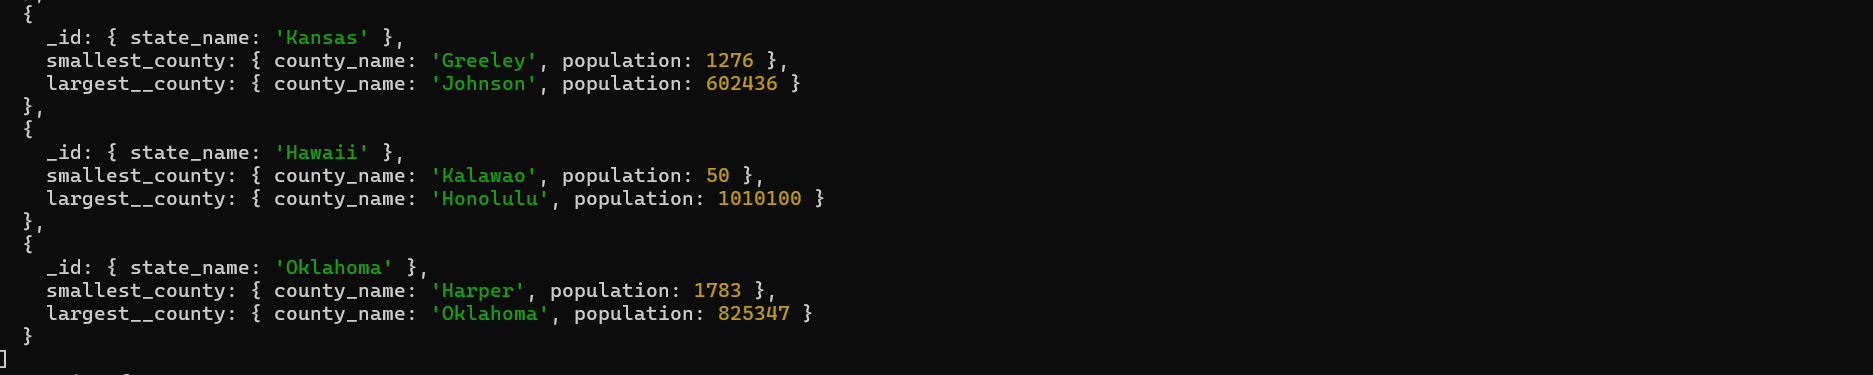 {
_id: { state_name: 'Kansas' },
smallest_county: { county_name: 'Greeley', population: 1276 },
largest__county: { county_name: 'Johnson', population: 602436 }
},
{
_id: { state_name: 'Hawaii' },
smallest_county: { county_name: 'Kalawao', population: 50 },
largest__county: { county_name: 'Honolulu', population: 1010100 }
},
{
_id: { state_name: 'Oklahoma' },
smallest_county: { county_name: 'Harper', population: 1783 },
largest__county: { county_name: 'Oklahoma', population: 825347 }
}
]